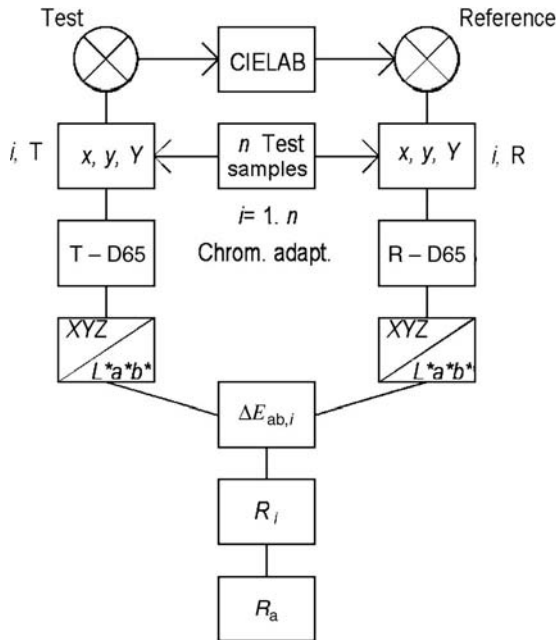 Test
Reference
CIELAB
i, T
x, y, Y
n Test
samples
x, y, Y
i, R
i= 1. n
Chrom. adapt.
T – D65
R – D65
XYZ
L*a*b*
XYZ
L*a*b*
ΔEab,i
Ri
Ra